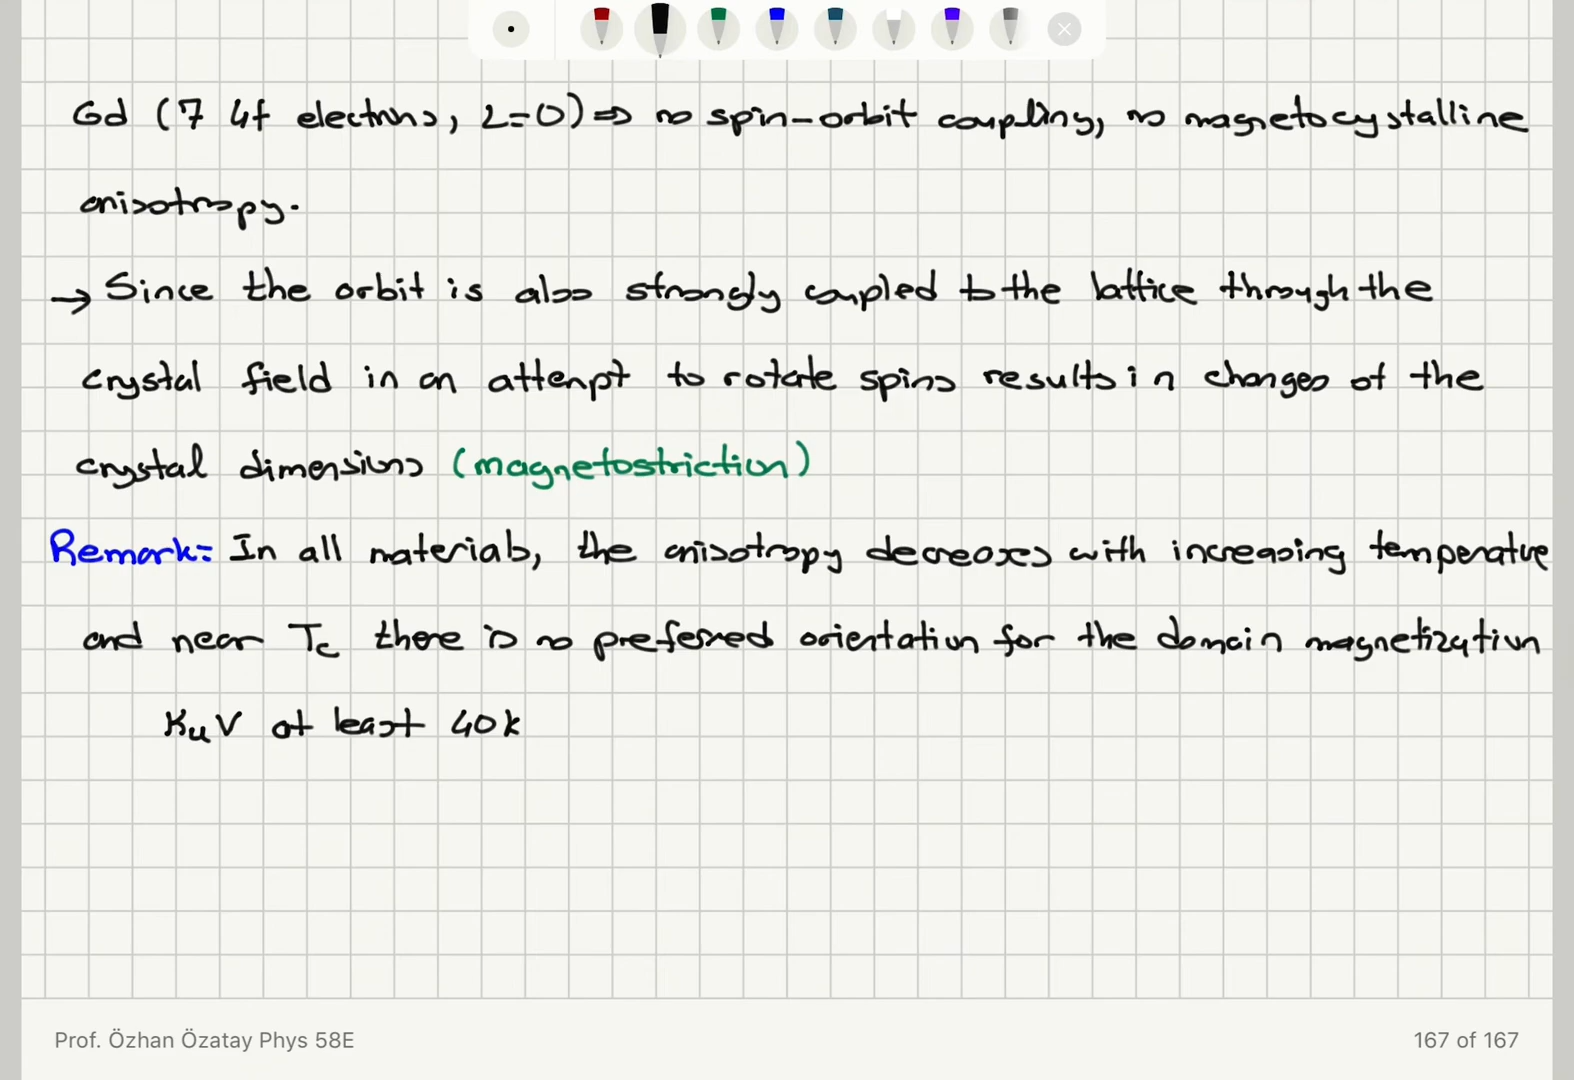 Gd (7 4f electrons, L=0) ⇒ no spin-orbit coupling, no magnetocrystalline
anisotropy.
→ Since the orbit is also strongly coupled to the lattice through the
crystal field in an attempt to rotate spins results in changes of the
crystal dimensions (magnetostriction)
Remark: In all materials, the anisotropy decreases with increasing temperature
and near Tc there is no preferred orientation for the domain magnetization
KuV at least 40k
Prof. Özhan Özatay Phys 58E
167 of 167